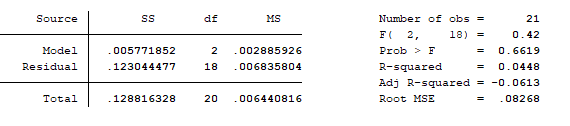 Source SS df MS Number of obs = 21
F( 2, 18) = 0.42
Model .005771852 2 .002885926 Prob > F = 0.6619
Residual .123044477 18 .006835804 R-squared = 0.0448
Adj R-squared = -0.0613
Total .128816328 20 .006440816 Root MSE = .08268